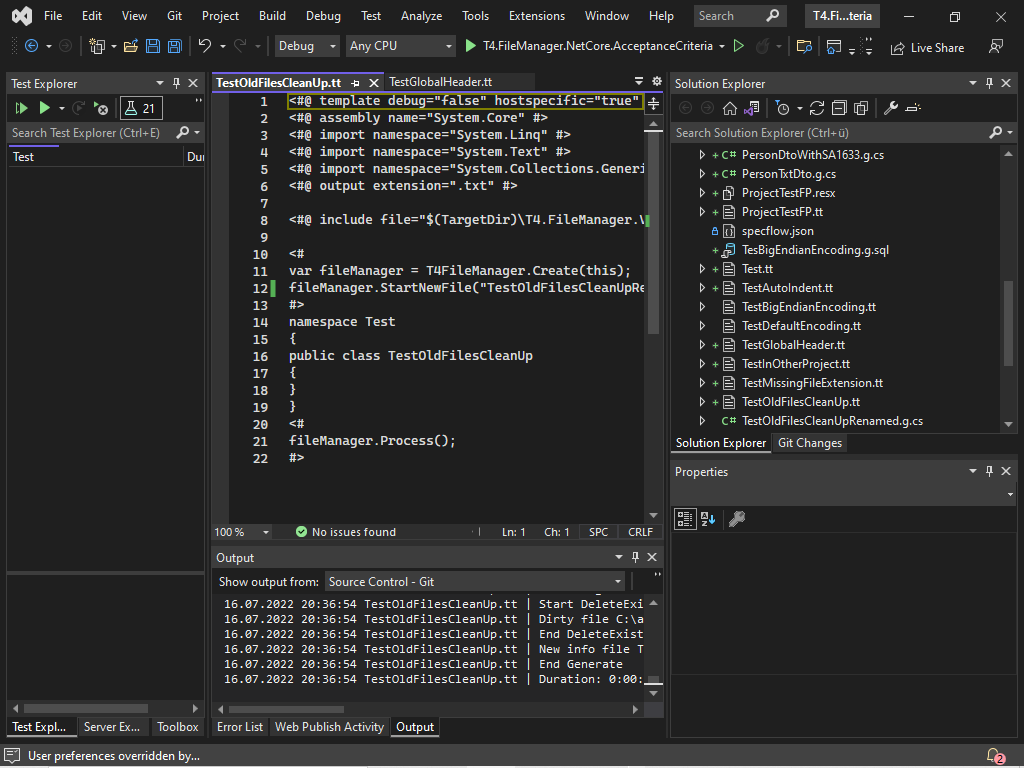 File Edit View Git Project Build Debug Test Analyze Tools Extensions Window Help Search T4.Fi...teria
Debug Any CPU T4.FileManager.NetCore.AcceptanceCriteria Live Share
Test Explorer
21
Search Test Explorer (Ctrl+E)
Test Dur
TestOldFilesCleanUp.tt TestGlobalHeader.tt
1 <#@ template debug="false" hostspecific="true"
2 <#@ assembly name="System.Core" #>
3 <#@ import namespace="System.Linq" #>
4 <#@ import namespace="System.Text" #>
5 <#@ import namespace="System.Collections.Generi
6 <#@ output extension=".txt" #>
7
8 <#@ include file="$(TargetDir)\T4.FileManager.\
9
10 <#
11 var fileManager = T4FileManager.Create(this);
12 fileManager.StartNewFile("TestOldFilesCleanUpRe
13 #>
14 namespace Test
15 {
16 public class TestOldFilesCleanUp
17 {
18 }
19 }
20 <#
21 fileManager.Process();
22 #>
100 % No issues found Ln: 1 Ch: 1 SPC CRLF
Output
Show output from: Source Control - Git
16.07.2022 20:36:54 TestOldFilesCleanUp.tt | Start DeleteExi
16.07.2022 20:36:54 TestOldFilesCleanUp.tt | Dirty file C:\a
16.07.2022 20:36:54 TestOldFilesCleanUp.tt | End DeleteExist
16.07.2022 20:36:54 TestOldFilesCleanUp.tt | New info file T
16.07.2022 20:36:54 TestOldFilesCleanUp.tt | End Generate
16.07.2022 20:36:54 TestOldFilesCleanUp.tt | Duration: 0:00:
Solution Explorer
Search Solution Explorer (Ctrl+ü)
C# PersonDtoWithSA1633.g.cs
C# PersonTxtDto.g.cs
ProjectTestFP.resx
ProjectTestFP.tt
specflow.json
TesBigEndianEncoding.g.sql
Test.tt
TestAutoIndent.tt
TestBigEndianEncoding.tt
TestDefaultEncoding.tt
TestGlobalHeader.tt
TestInOtherProject.tt
TestMissingFileExtension.tt
TestOldFilesCleanUp.tt
C# TestOldFilesCleanUpRenamed.g.cs
Solution Explorer Git Changes
Properties
Test Expl... Server Ex... Toolbox Error List Web Publish Activity Output
User preferences overridden by... 2